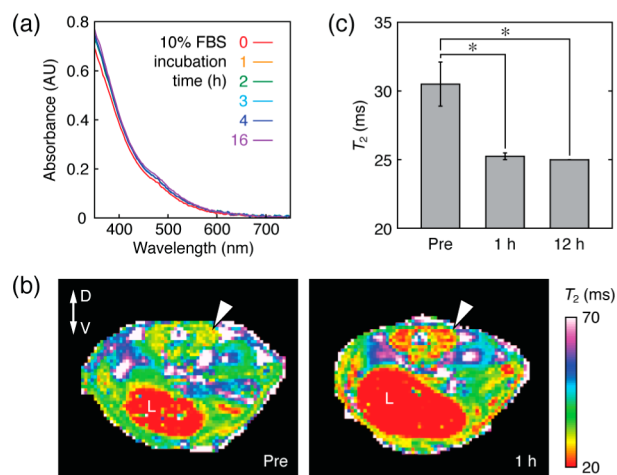 (a)
0.8
0.6
0.4
0.2
0
Absorbance (AU)
400 500 600 700
Wavelength (nm)
10% FBS 0
incubation 1
time (h) 2
3
4
16
(c)
35
30
25
20
T2 (ms)
* *
Pre 1 h 12 h
(b)
D
V
L
Pre
L
1 h
T2 (ms)
70
20